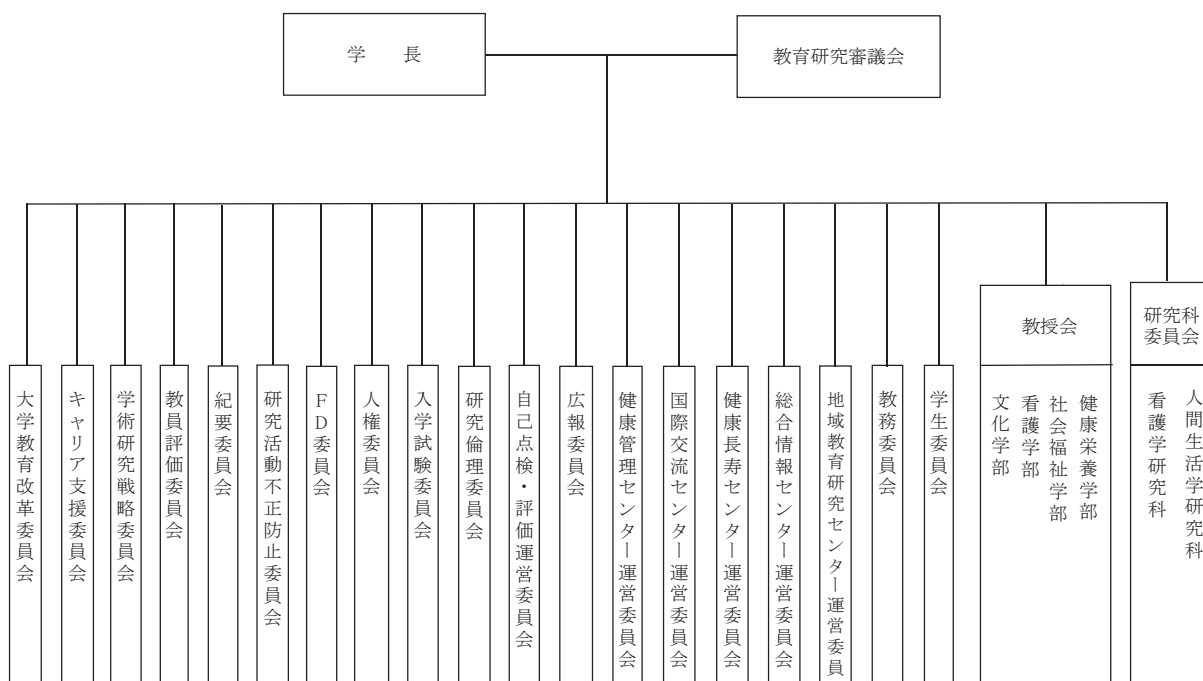 学　長
教育研究審議会
大学教育改革委員会
キャリア支援委員会
学術研究戦略委員会
教員評価委員会
紀要委員会
研究活動不正防止委員会
ＦＤ委員会
人権委員会
入学試験委員会
研究倫理委員会
自己点検・評価運営委員会
広報委員会
健康管理センター運営委員会
国際交流センター運営委員会
健康長寿センター運営委員会
総合情報センター運営委員会
地域教育研究センター運営委員
教務委員会
学生委員会
教授会
文化学部
看護学部
社会福祉学部
健康栄養学部
研究科
委員会
看護学研究科
人間生活学研究科